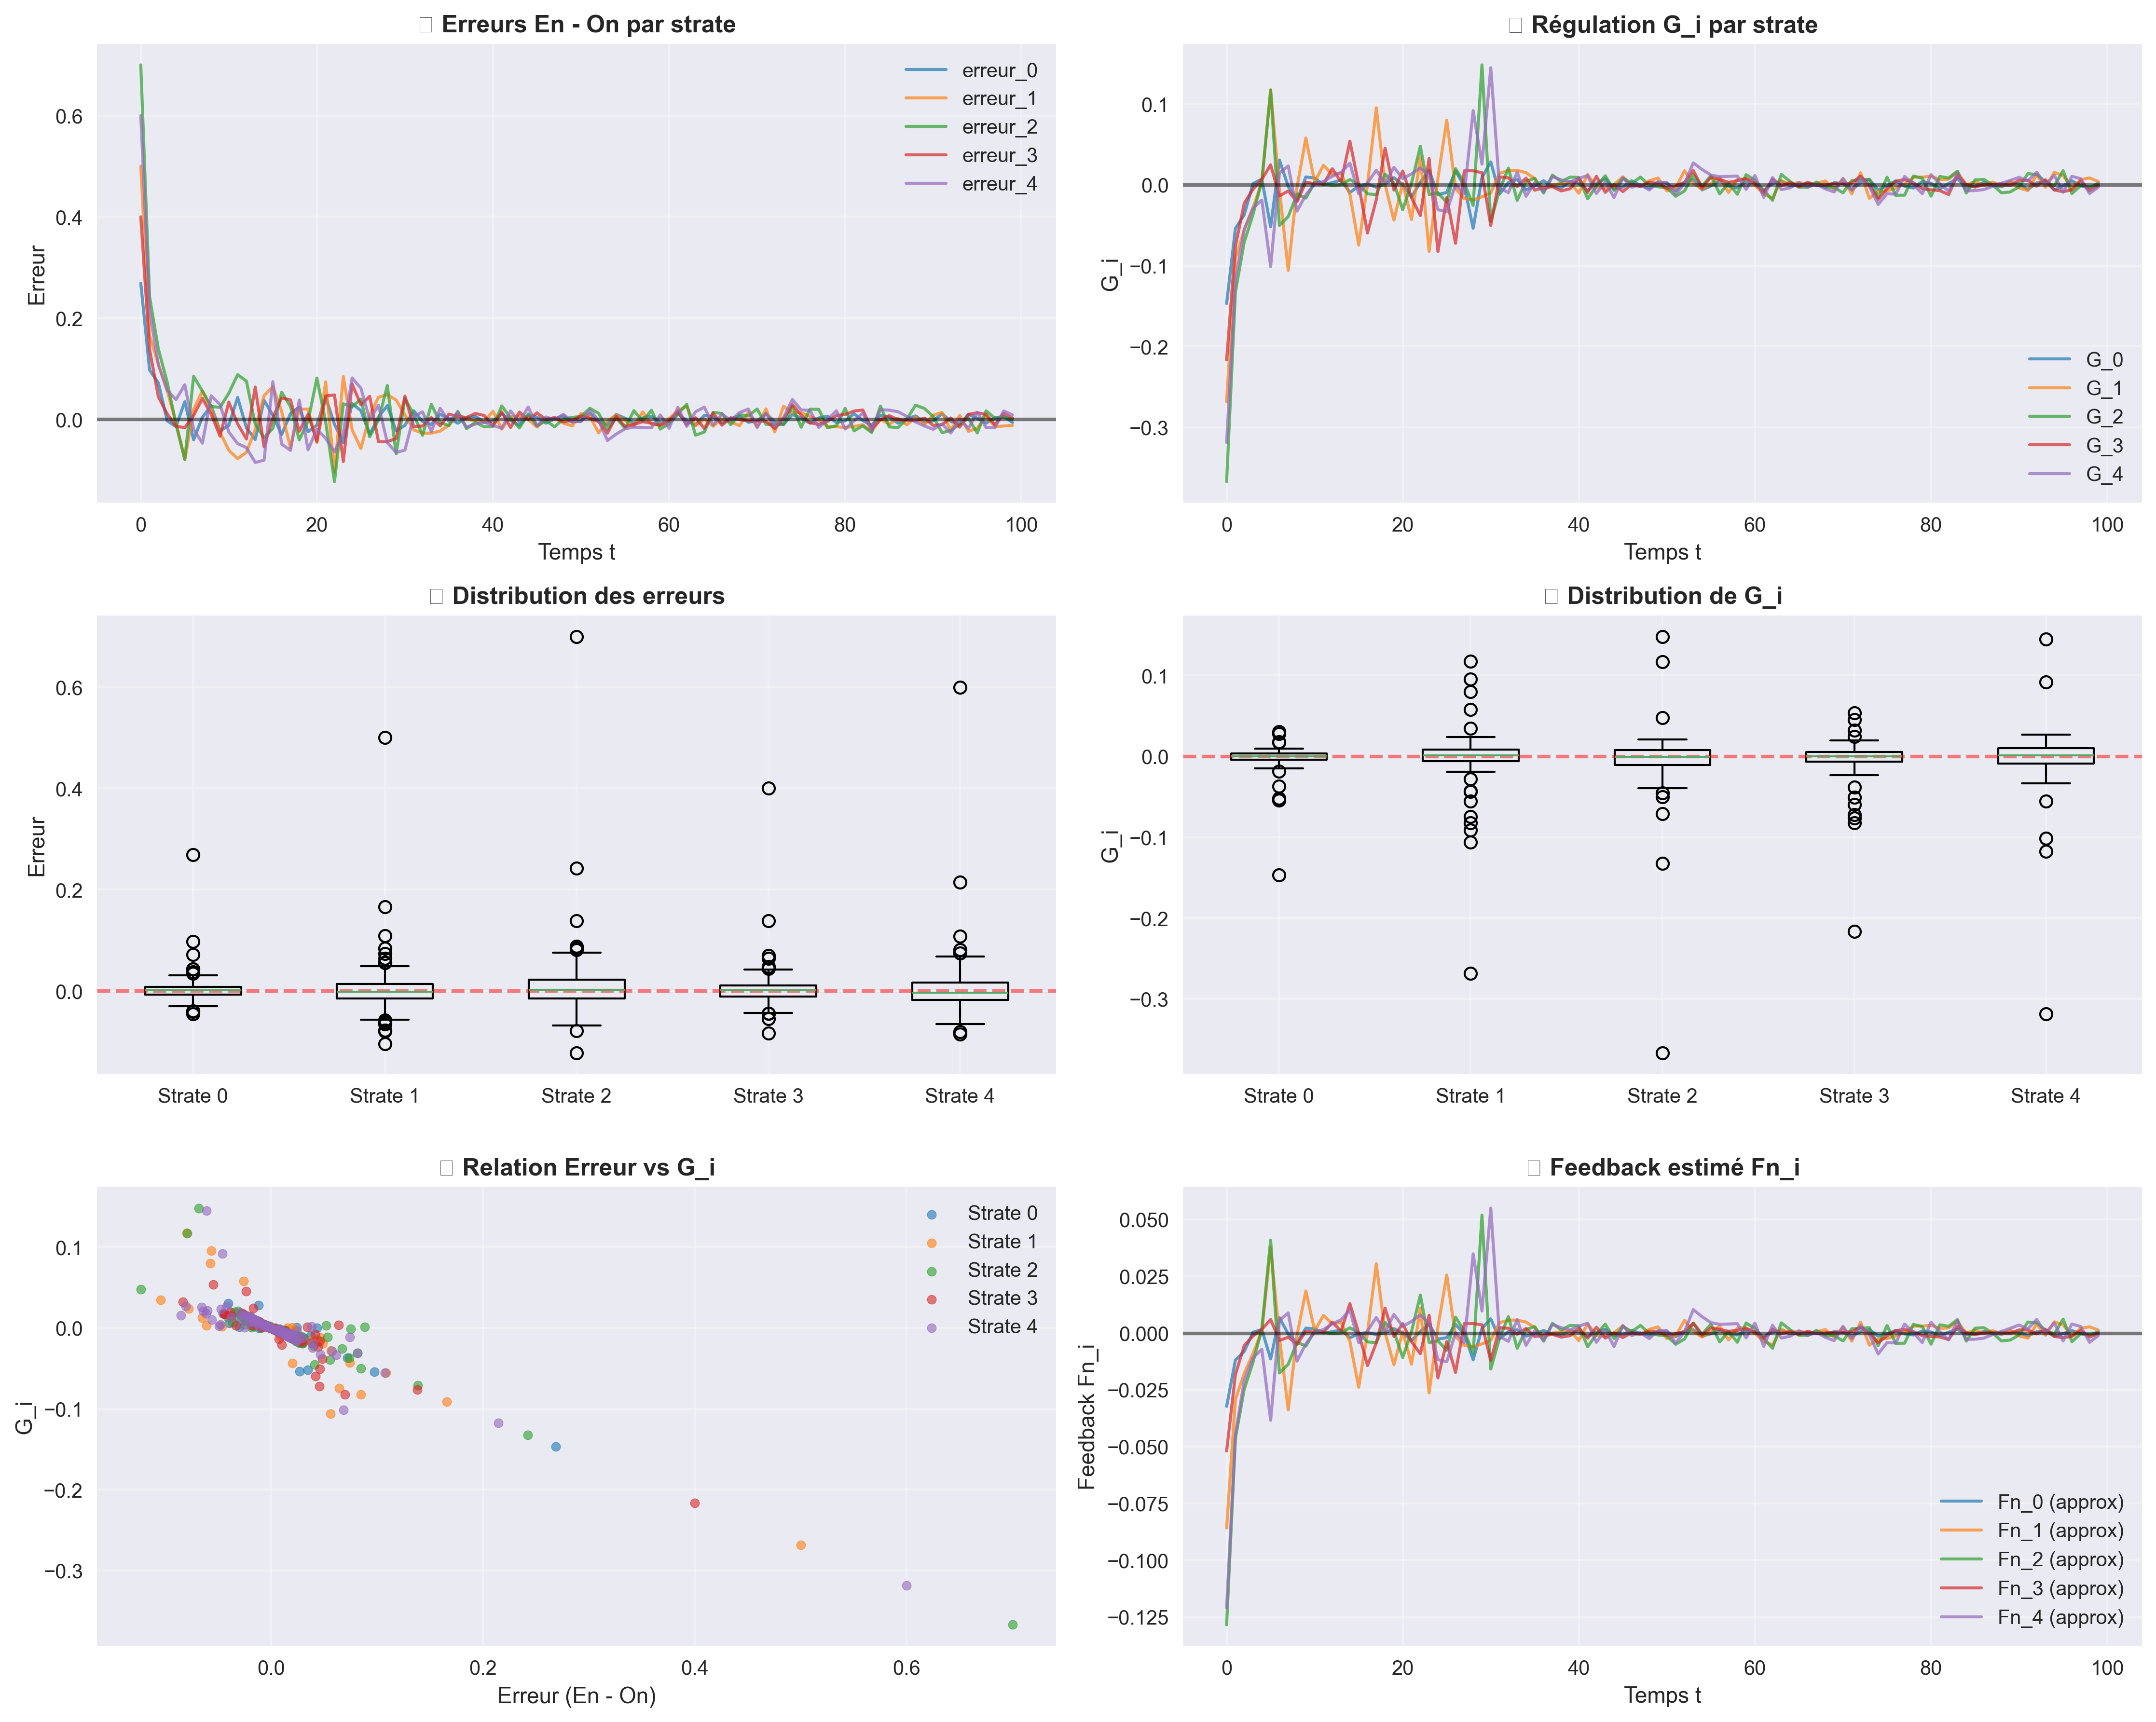 Erreurs En - On par strate
Erreur
0.6
0.4
0.2
0.0
0 20 40 60 80 100
Temps t
erreur_0
erreur_1
erreur_2
erreur_3
erreur_4
Régulation G_i par strate
G_i
0.1
0.0
−0.1
−0.2
−0.3
0 20 40 60 80 100
Temps t
G_0
G_1
G_2
G_3
G_4
Distribution des erreurs
Erreur
0.6
0.4
0.2
0.0
Strate 0 Strate 1 Strate 2 Strate 3 Strate 4
Distribution de G_i
G_i
0.1
0.0
−0.1
−0.2
−0.3
Strate 0 Strate 1 Strate 2 Strate 3 Strate 4
Relation Erreur vs G_i
G_i
0.1
0.0
−0.1
−0.2
−0.3
0.0 0.2 0.4 0.6
Erreur (En - On)
Strate 0
Strate 1
Strate 2
Strate 3
Strate 4
Feedback estimé Fn_i
Feedback Fn_i
0.050
0.025
0.000
−0.025
−0.050
−0.075
−0.100
−0.125
0 20 40 60 80 100
Temps t
Fn_0 (approx)
Fn_1 (approx)
Fn_2 (approx)
Fn_3 (approx)
Fn_4 (approx)